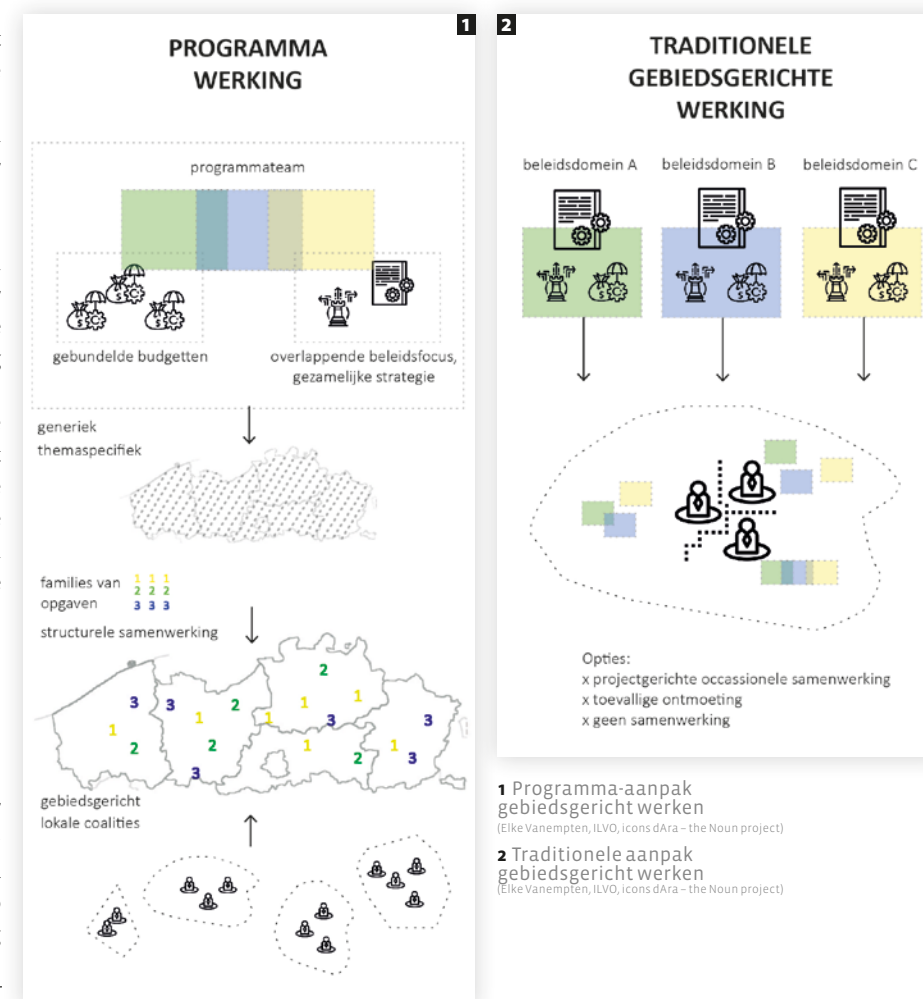 1
PROGRAMMA
WERKING
programmateam
gebundelde budgetten
overlappende beleidsfocus,
gezamelijke strategie
generiek
themaspecifiek
families van
opgaven
1 1 1
2 2 2
3 3 3
structurele samenwerking
2
3 3 2 1 1
1 1 3 3
1 2 2 1 1
2 3
3
gebiedsgericht
lokale coalities
2
TRADITIONELE
GEBIEDSGERICHTE
WERKING
beleidsdomein A beleidsdomein B beleidsdomein C
Opties:
x projectgerichte occassionele samenwerking
x toevallige ontmoeting
x geen samenwerking
1 Programma-aanpak
gebiedsgericht werken
(Elke Vanempten, ILVO, icons dAra – the Noun project)
2 Traditionele aanpak
gebiedsgericht werken
(Elke Vanempten, ILVO, icons dAra – the Noun project)